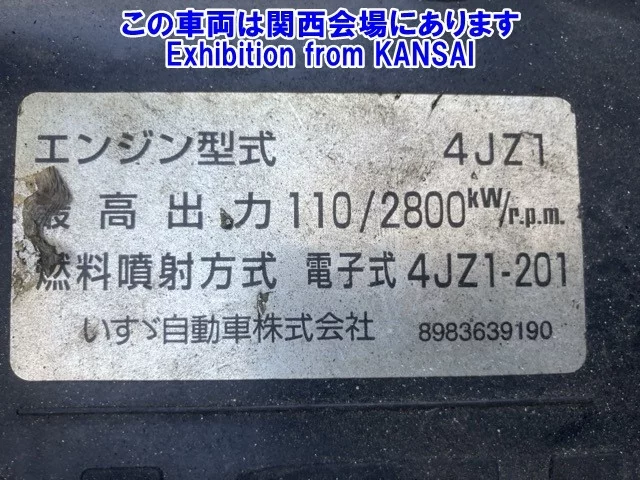 この車両は関西会場にあります
Exhibition from KANSAI
エンジン型式 4JZ1
最高出力 110/2800kW/r.p.m.
燃料噴射方式 電子式 4JZ1-201
いすゞ自動車株式会社 8983639190